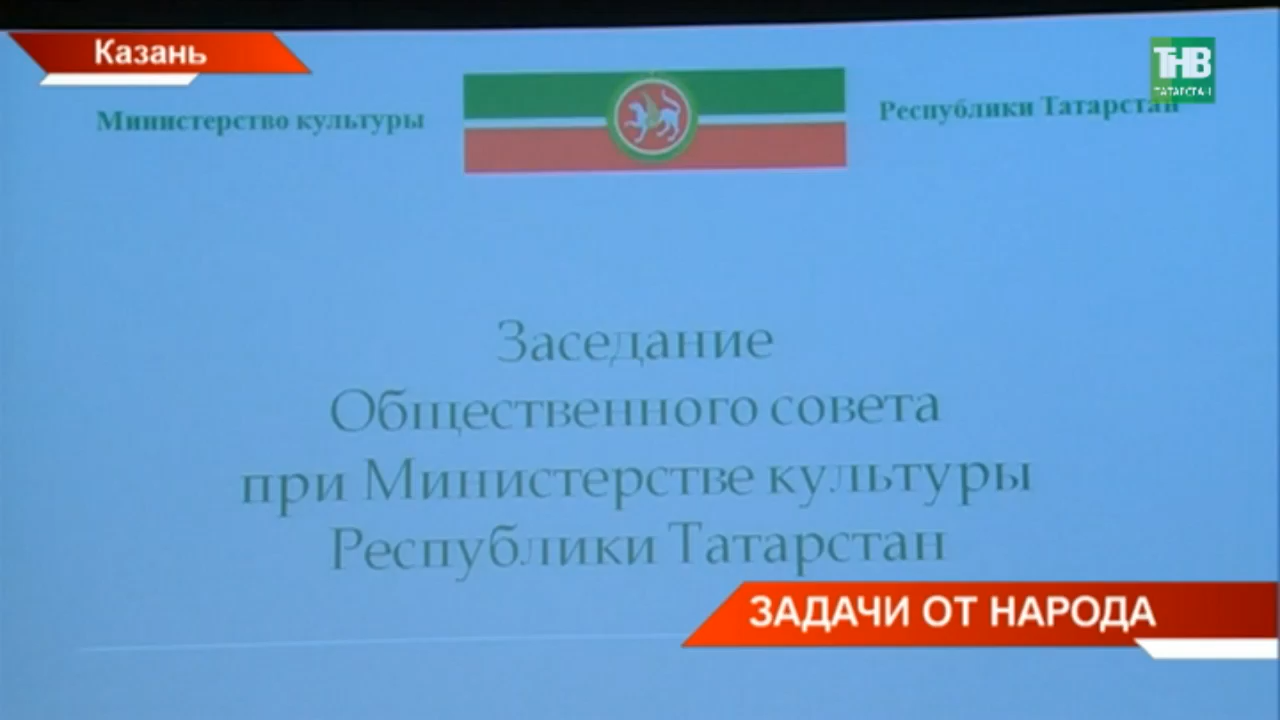 Казань
ТНВ
ТАТАРСТАН
Министерство культуры
Республики Татарстан
Заседание
Общественного совета
при Министерстве культуры
Республики Татарстан
ЗАДАЧИ ОТ НАРОДА